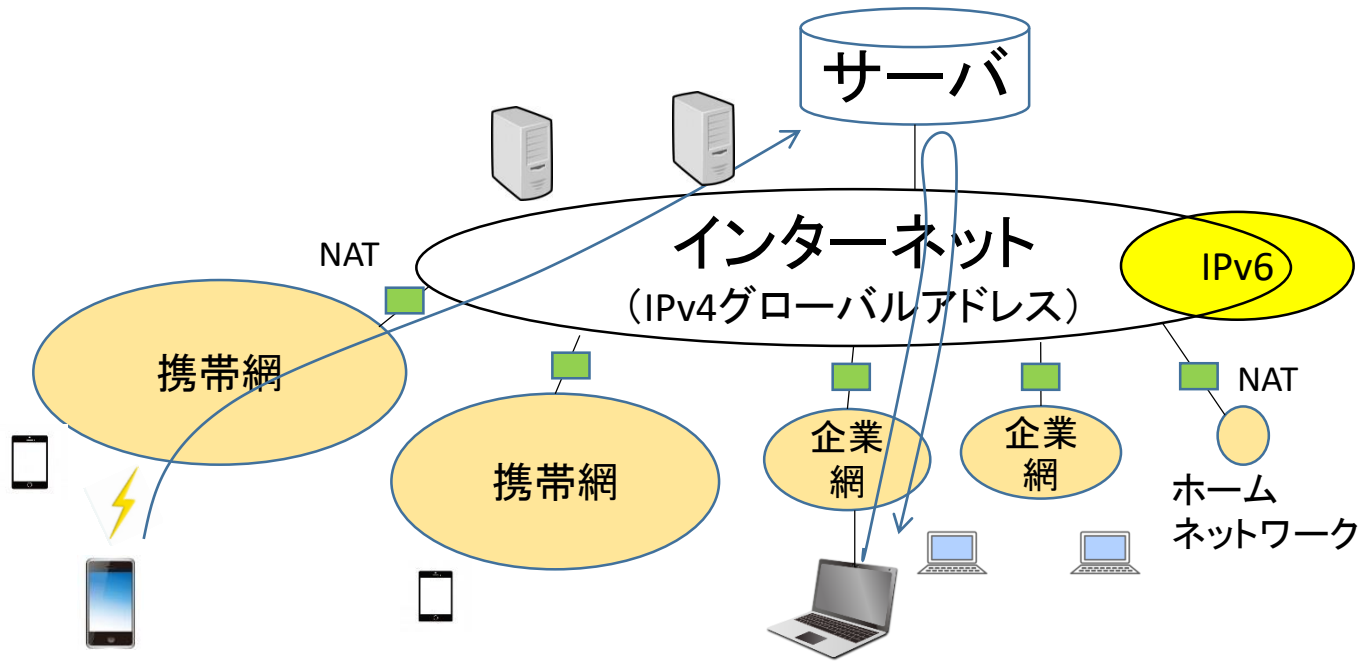 サーバ
インターネット
（IPv4グローバルアドレス）
IPv6
NAT
携帯網
携帯網
企業
網
企業
網
NAT
ホーム
ネットワーク